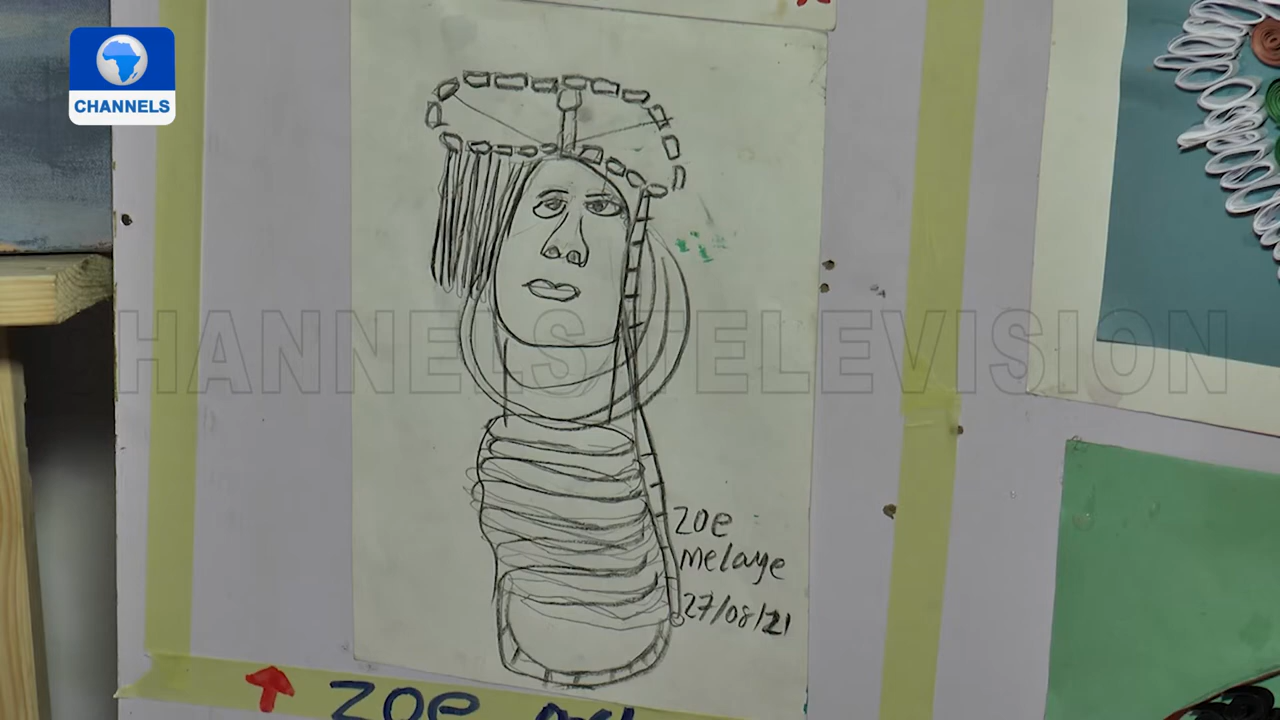 CHANNELS
CHANNELS TELEVISION
zoe
melaye
27/08/21
zoe